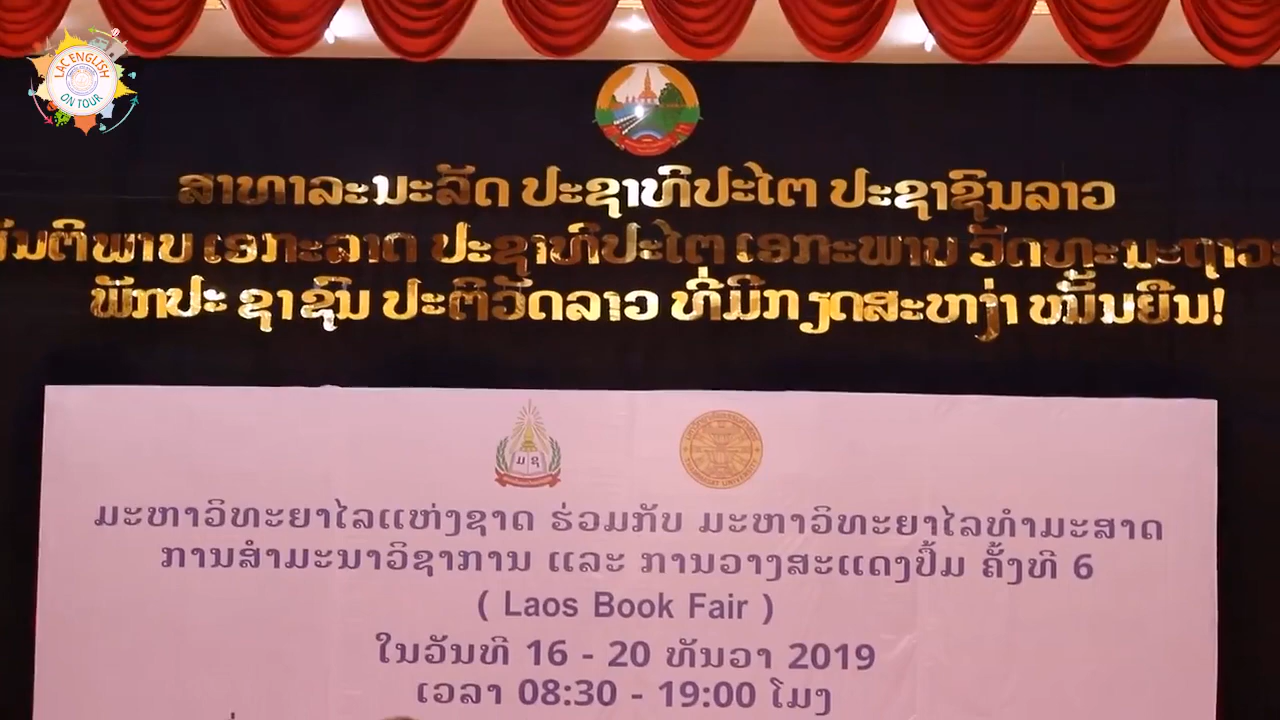 LAC ENGLISH
ON TOUR
ສາທາລະນະລັດ ປະຊາທິປະໄຕ ປະຊາຊົນລາວ
ສັນຕິພາບ ເອກະລາດ ປະຊາທິປະໄຕ ເອກະພາບ ວັດທະນະຖາວະ
ພັກປະ ຊາຊົນ ປະຕິວັດລາວ ທີ່ມີກຽດສະຫງ່າ ໝັ້ນຍືນ!
ມ ຊ
THAMMASAT UNIVERSITY
ມະຫາວິທະຍາໄລແຫ່ງຊາດ ຮ່ວມກັບ ມະຫາວິທະຍາໄລທຳມະສາດ
ການສຳມະນາວິຊາການ ແລະ ການວາງສະແດງປຶ້ມ ຄັ້ງທີ 6
( Laos Book Fair )
ໃນວັນທີ 16 - 20 ທັນວາ 2019
ເວລາ 08:30 - 19:00 ໂມງ